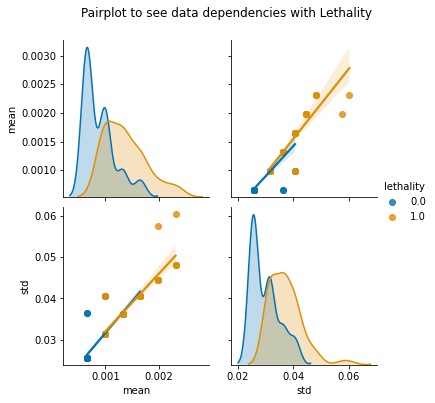 Pairplot to see data dependencies with Lethality
0.0030
0.0025
0.0020
0.0015
0.0010
mean
lethality
0.0
1.0
0.06
0.05
0.04
0.03
std
0.001
0.002
mean
0.02
0.04
0.06
std